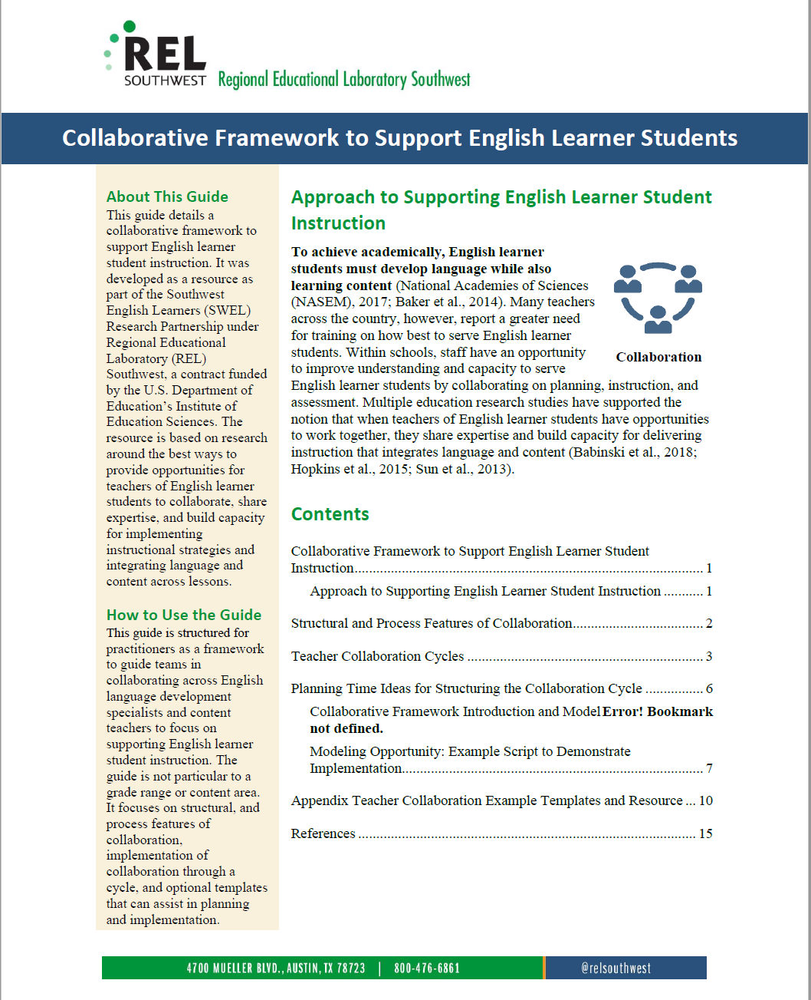 REL
SOUTHWEST
Regional Educational Laboratory Southwest
Collaborative Framework to Support English Learner Students
About This Guide
This guide details a
collaborative framework to
support English learner
student instruction. It was
developed as a resource as
part of the Southwest
English Learners (SWEL)
Research Partnership under
Regional Educational
Laboratory (REL)
Southwest, a contract funded
by the U.S. Department of
Education’s Institute of
Education Sciences. The
resource is based on research
around the best ways to
provide opportunities for
teachers of English learner
students to collaborate, share
expertise, and build capacity
for implementing
instructional strategies and
integrating language and
content across lessons.
How to Use the Guide
This guide is structured for
practitioners as a framework
to guide teams in
collaborating across English
language development
specialists and content
teachers to focus on
supporting English learner
student instruction. The
guide is not particular to a
grade range or content area.
It focuses on structural, and
process features of
collaboration,
implementation of
collaboration through a
cycle, and optional templates
that can assist in planning
and implementation.
Approach to Supporting English Learner Student
Instruction
To achieve academically, English learner
students must develop language while also
learning content (National Academies of Sciences
(NASEM), 2017; Baker et al., 2014). Many teachers
across the country, however, report a greater need
for training on how best to serve English learner
students. Within schools, staff have an opportunity
to improve understanding and capacity to serve
English learner students by collaborating on planning, instruction, and
assessment. Multiple education research studies have supported the
notion that when teachers of English learner students have opportunities
to work together, they share expertise and build capacity for delivering
instruction that integrates language and content (Babinski et al., 2018;
Hopkins et al., 2015; Sun et al., 2013).
Collaboration
Contents
Collaborative Framework to Support English Learner Student
Instruction.................................................................................................. 1
Approach to Supporting English Learner Student Instruction ........... 1
Structural and Process Features of Collaboration.................................... 2
Teacher Collaboration Cycles .................................................................. 3
Planning Time Ideas for Structuring the Collaboration Cycle ................ 6
Collaborative Framework Introduction and Model Error! Bookmark
not defined.
Modeling Opportunity: Example Script to Demonstrate
Implementation.................................................................................... 7
Appendix Teacher Collaboration Example Templates and Resource ... 10
References ............................................................................................... 15
4700 MUELLER BLVD., AUSTIN, TX 78723 | 800-476-6861
@relsouthwest